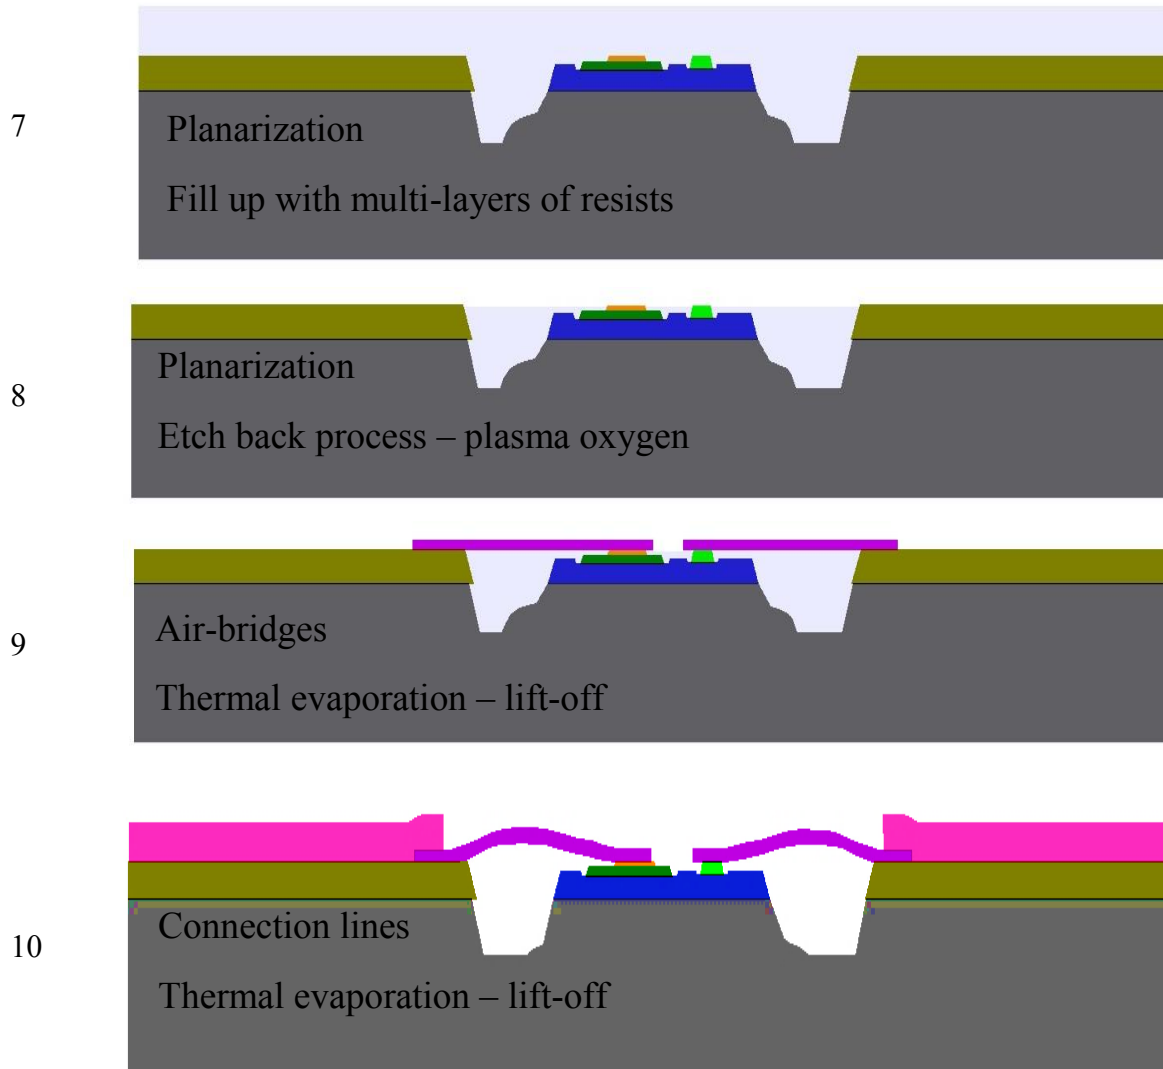 7
Planarization
Fill up with multi-layers of resists
8
Planarization
Etch back process – plasma oxygen
9
Air-bridges
Thermal evaporation – lift-off
10
Connection lines
Thermal evaporation – lift-off